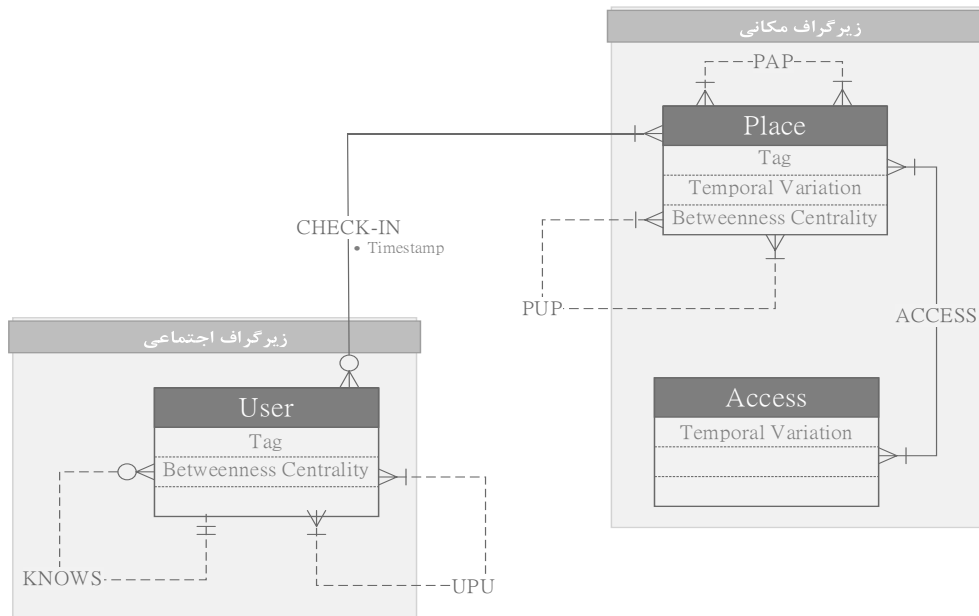 زیرگراف مکانی
PAP
Place
Tag
Temporal Variation
Betweenness Centrality
CHECK-IN
• Timestamp
PUP
ACCESS
زیرگراف اجتماعی
User
Tag
Betweenness Centrality
Access
Temporal Variation
KNOWS
UPU